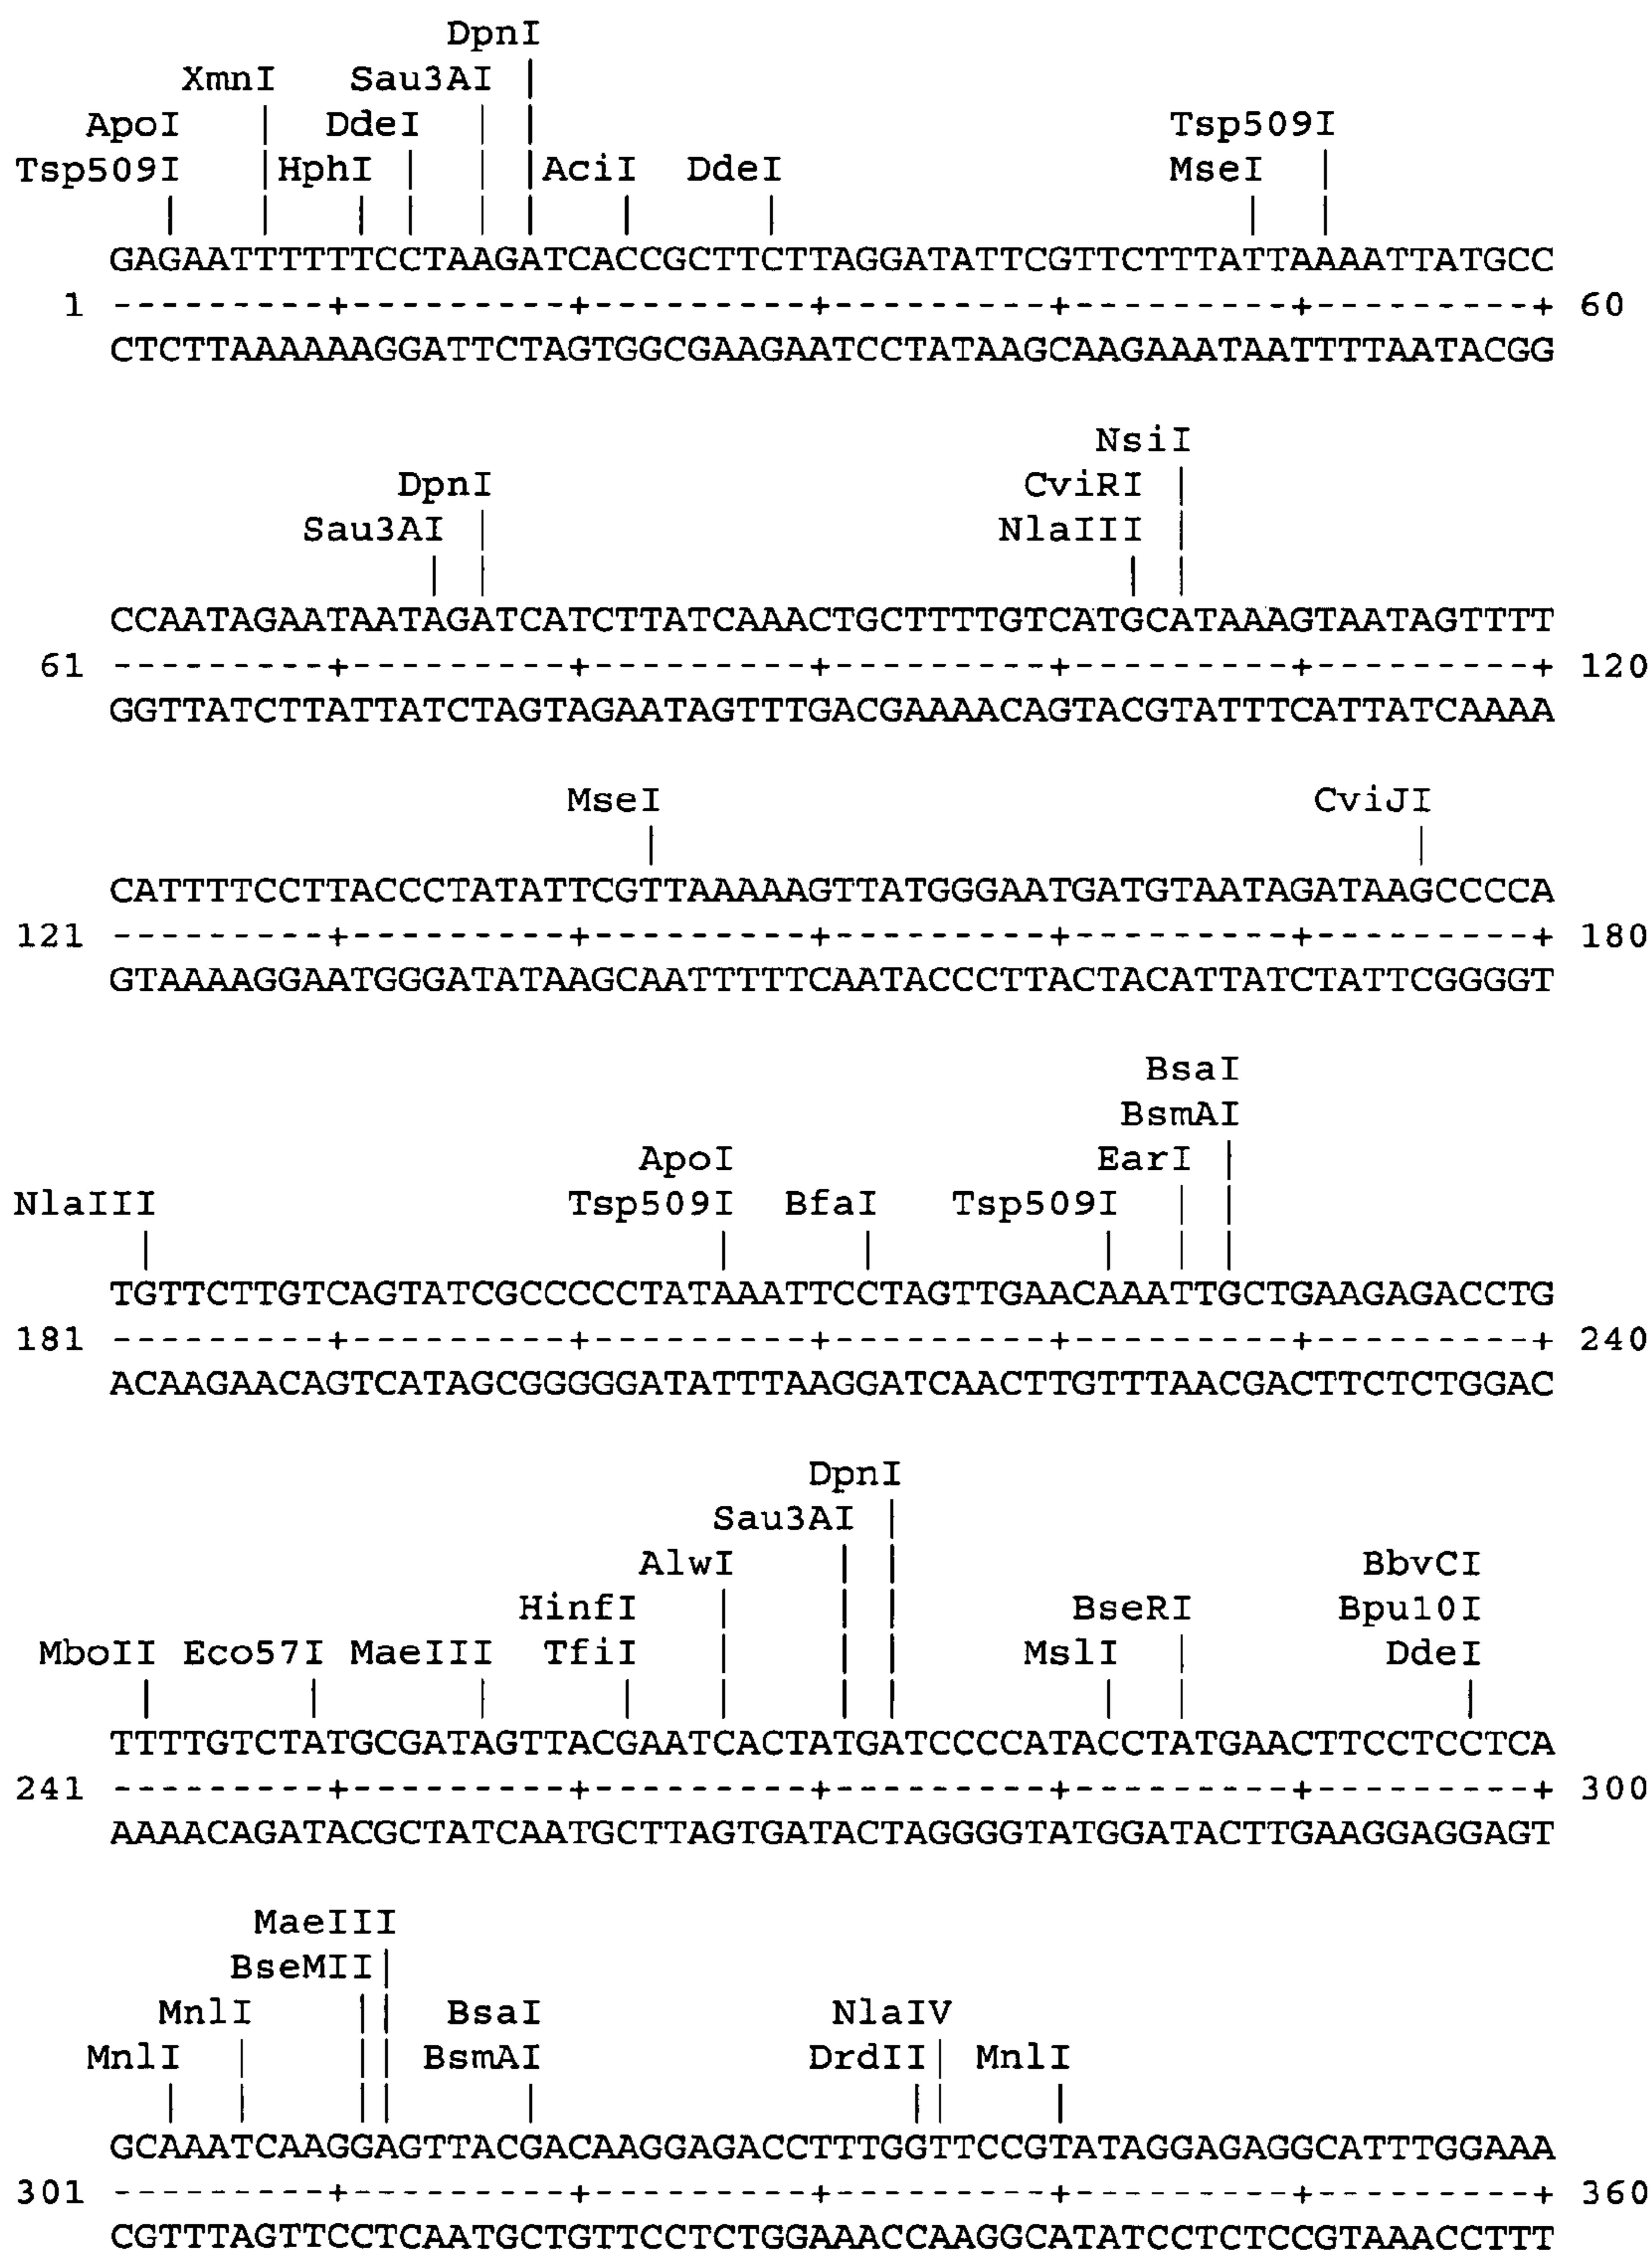 DpnI
XmnI Sau3AI |
ApoI | DdeI | |
Tsp509I | HphI | | | AciI DdeI Tsp509I
MseI |
GAGAATTTTTTCCTAAGATCACCGCTTCTTAGGATATTCGTTCTTTATTAAAATTATGCC
1 ---------+---------+---------+---------+---------+---------+ 60
CTCTTAAAAAAGGATTCTAGTGGCGAAGAATCCTATAAGCAAGAAATAATTTTAATACGG
NsiI
DpnI CviRI |
Sau3AI | NlaIII |
CCAATAGAATAATAGATCATCTTATCAAACTGCTTTTGTCATGCATAAAGTAATAGTTTT
61 ---------+---------+---------+---------+---------+---------+ 120
GGTTATCTTATTATCTAGTAGAATAGTTTGACGAAAACAGTACGTATTTCATTATCAAAA
MseI CviJI
CATTTTCCTTACCCTATATTCGTTAAAAAGTTATGGGAATGATGTAATAGATAAGCCCCA
121 ---------+---------+---------+---------+---------+---------+ 180
GTAAAAGGAATGGGATATAAGCAATTTTTCAATACCCTTACTACATTATCTATTCGGGGT
BsaI
BsmAI
ApoI EarI |
NlaIII Tsp509I BfaI Tsp509I | |
TGTTCTTGTCAGTATCGCCCCCTATAAATTCCTAGTTGAACAAATTGCTGAAGAGACCTG
181 ---------+---------+---------+---------+---------+---------+ 240
ACAAGAACAGTCATAGCGGGGGATATTTAAGGATCAACTTGTTTAACGACTTCTCTGGAC
DpnI
Sau3AI |
AlwI | | BbvCI
HinfI | | | BseRI Bpu10I
MboII Eco57I MaeIII TfiI | | | MslI | DdeI
TTTTGTCTATGCGATAGTTACGAATCACTATGATCCCCATACCTATGAACTTCCTCCTCA
241 ---------+---------+---------+---------+---------+---------+ 300
AAAACAGATACGCTATCAATGCTTAGTGATACTAGGGGTATGGATACTTGAAGGAGGAGT
MaeIII
BseMII |
MnlI | | BsaI NlaIV
MnlI | | | BsmAI DrdII | MnlI
GCAAATCAAGGAGTTACGACAAGGAGACCTTTGGTTCCGTATAGGAGAGGCATTTGGAAA
301 ---------+---------+---------+---------+---------+---------+ 360
CGTTTAGTTCCTCAATGCTGTTCCTCTGGAAACCAAGGCATATCCTCTCCGTAAACCTTT